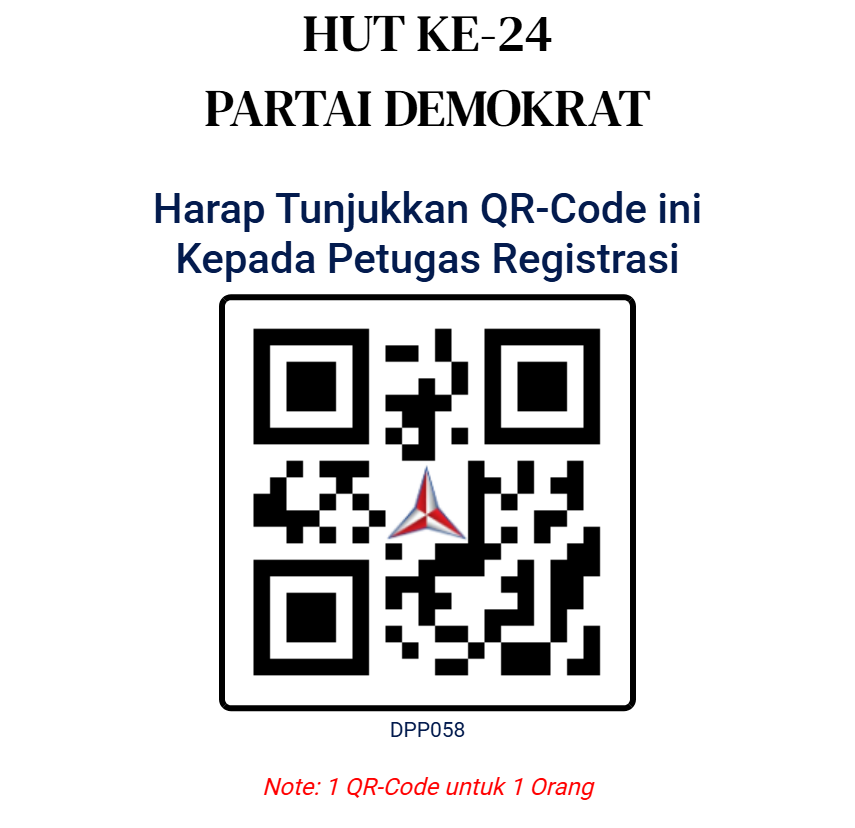 HUT KE-24
PARTAI DEMOKRAT
Harap Tunjukkan QR-Code ini
Kepada Petugas Registrasi
DPP058
Note: 1 QR-Code untuk 1 Orang